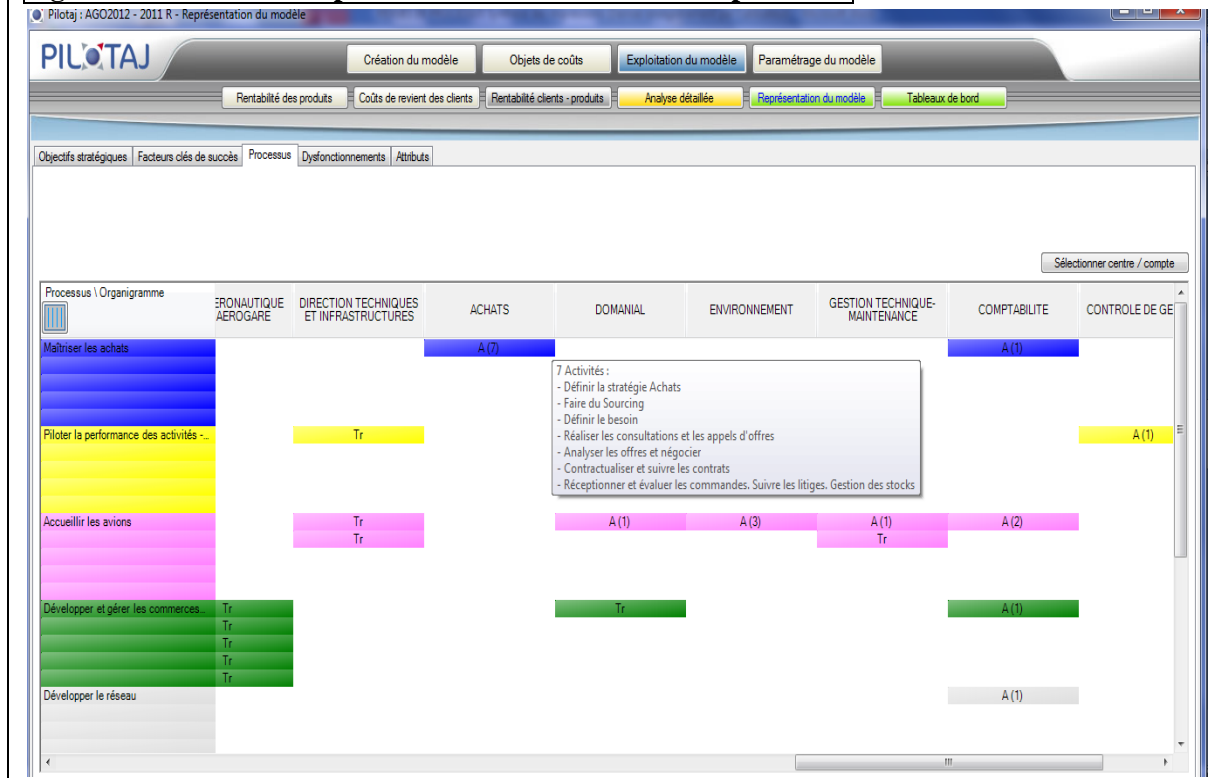 Pilotaj : AGO2012 - 2011 R - Représentation du modèle
PILOTAJ
Création du modèle
Objets de coûts
Exploitation du modèle
Paramétrage du modèle
Rentabilité des produits
Coûts de revient des clients
Rentabilité clients - produits
Analyse détaillée
Représentation du modèle
Tableaux de bord
Objectifs stratégiques
Facteurs clés de succès
Processus
Dysfonctionnements
Attributs
Sélectionner centre / compte
Processus \ Organigramme
ERONAUTIQUE
AEROGARE
DIRECTION TECHNIQUES
ET INFRASTRUCTURES
ACHATS
DOMANIAL
ENVIRONNEMENT
GESTION TECHNIQUE-
MAINTENANCE
COMPTABILITE
CONTROLE DE GE
Maîtriser les achats
A (7)
A (1)
7 Activités :
- Définir la stratégie Achats
- Faire du Sourcing
- Définir le besoin
- Réaliser les consultations et les appels d'offres
- Analyser les offres et négocier
- Contractualiser et suivre les contrats
- Réceptionner et évaluer les commandes. Suivre les litiges. Gestion des stocks
Piloter la performance des activités -...
Tr
A (1)
Accueillir les avions
Tr
A (1)
A (3)
A (1)
A (2)
Tr
Tr
Développer et gérer les commerces...
Tr
Tr
A (1)
Tr
Tr
Tr
Tr
Développer le réseau
A (1)